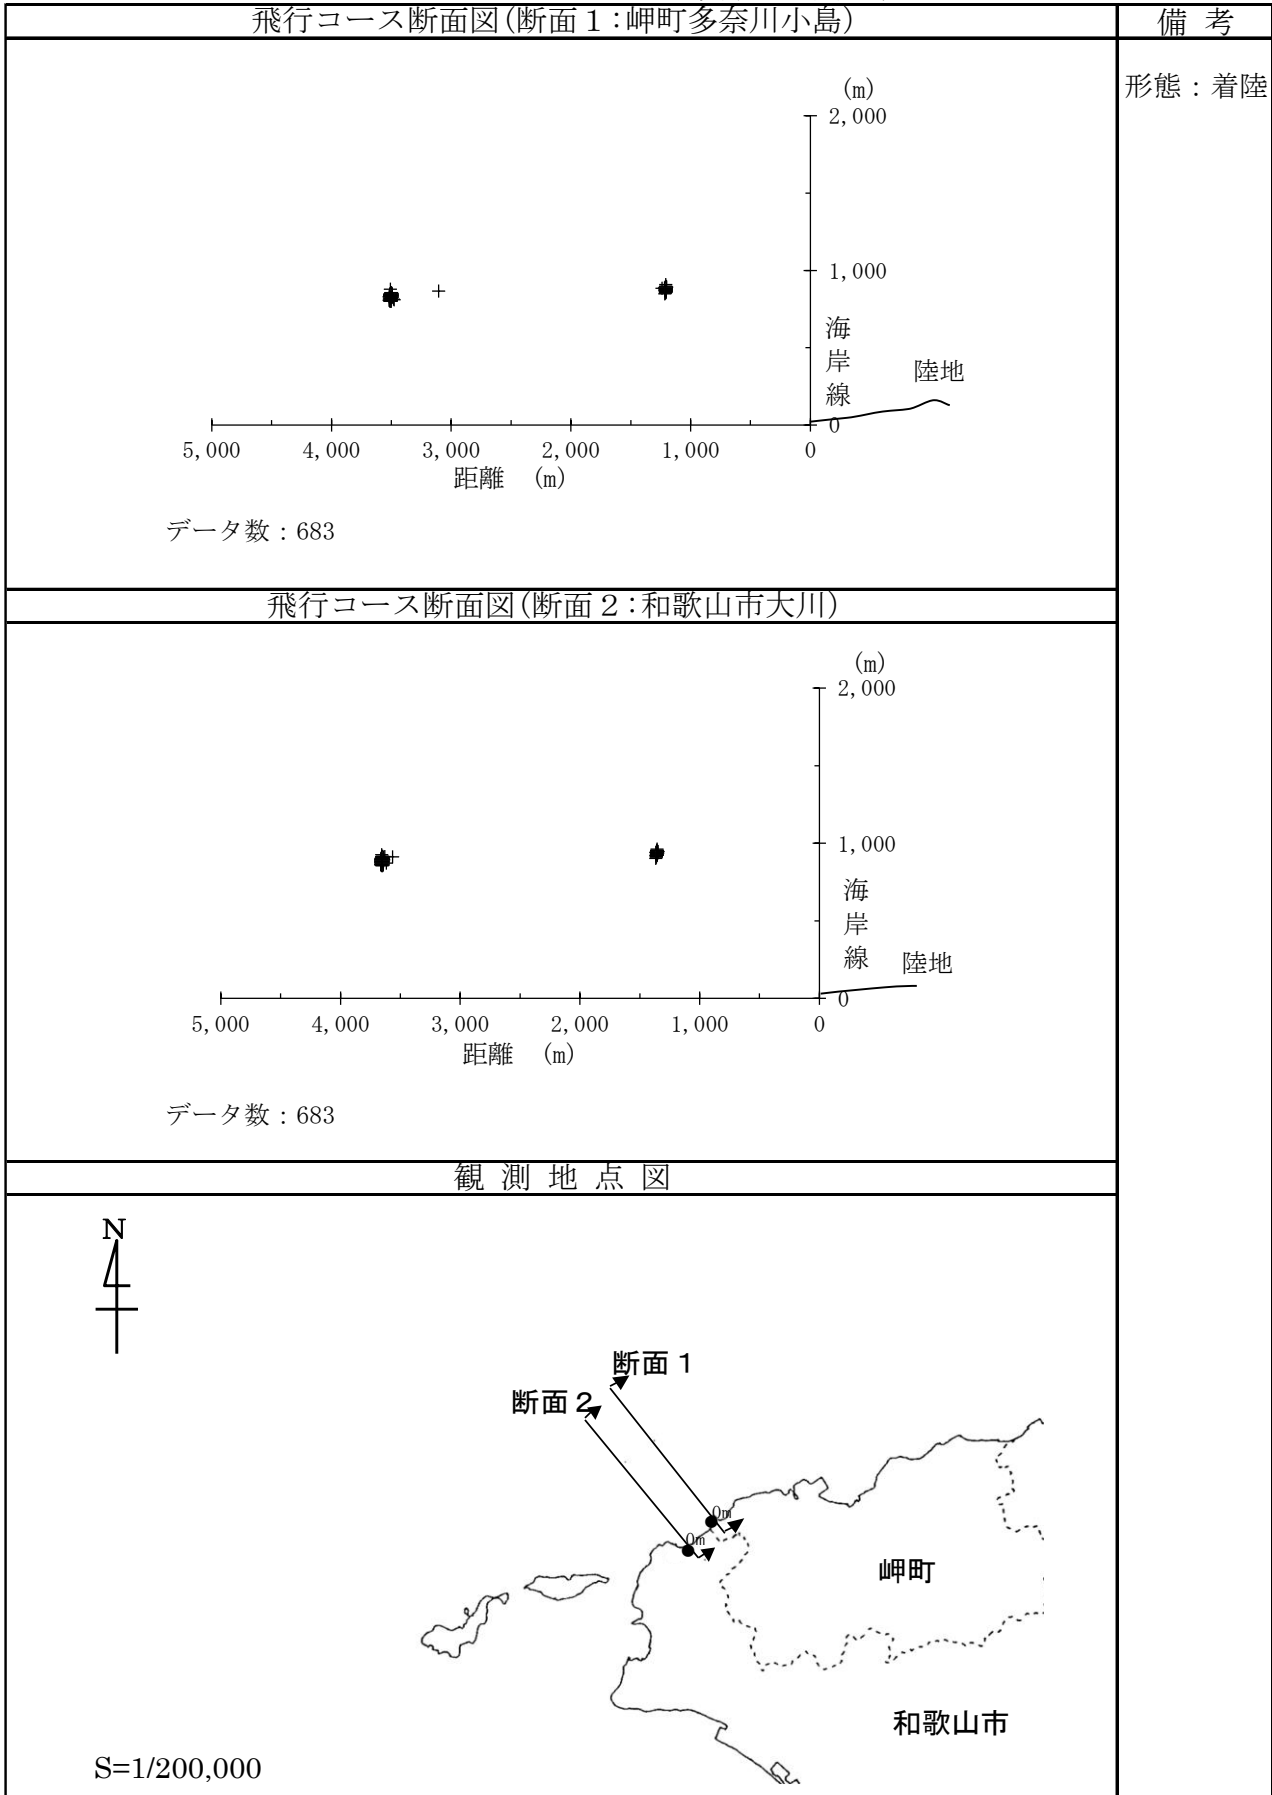 飛行コース断面図(断面１:岬町多奈川小島)
備 考
形態：着陸
(m)
2,000
1,000
海岸線
陸地
0
5,000 4,000 3,000 2,000 1,000 0
距離 (m)
データ数：683
飛行コース断面図(断面２:和歌山市大川)
(m)
2,000
1,000
海岸線
陸地
0
5,000 4,000 3,000 2,000 1,000 0
距離 (m)
データ数：683
観 測 地 点 図
N
断面１
断面２
0m
0m
岬町
和歌山市
S=1/200,000